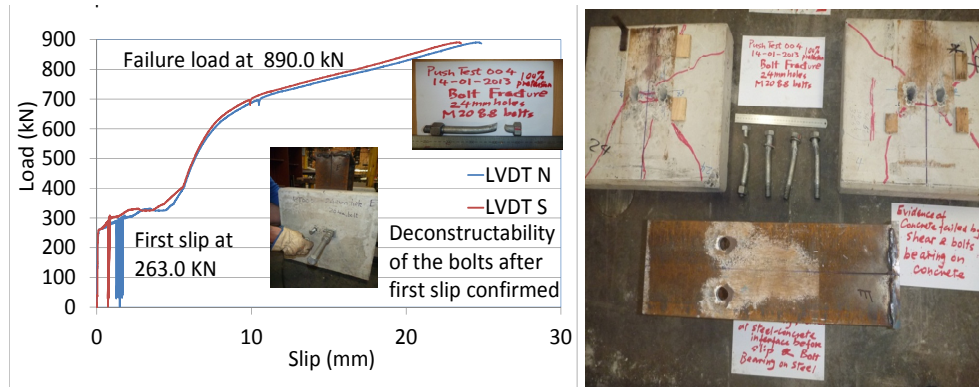 900
800
700
600
500
400
300
200
100
0
Load (kN)
Failure load at 890.0 kN
Push Test 004
14-01-2013 100%
Bolt Fracture
24mm holes
M20 8.8 bolts
LVDT N
LVDT S
First slip at
263.0 KN
Deconstructability
of the bolts after
first slip confirmed
0
10
20
30
Slip (mm)
Push Test 004
14-01-2013 100%
Bolt Fracture
24mm holes
M20 8.8 bolts
24
Evidence of
Concrete failed by
Shear & bolts
bearing on
concrete
at steel-concrete
interface before
slip & Bolt
Bearing on Steel